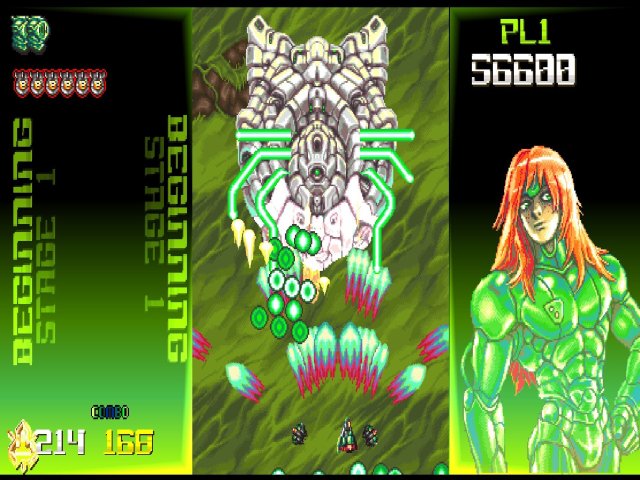 PL1
56600
BEGINNING
STAGE 1
BEGINNING
STAGE 1
COMBO
214 166